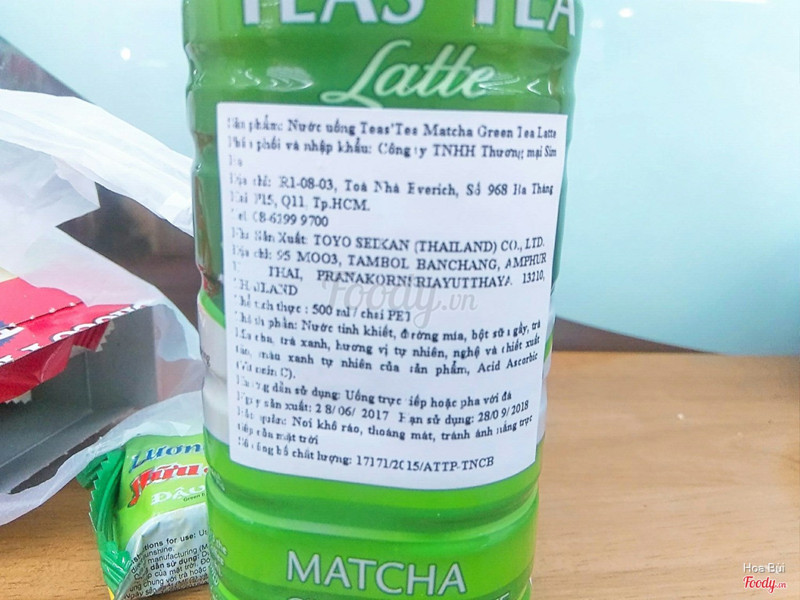 TEAS' TEA
Latte
Sản phẩm: Nước uống Teas'Tea Matcha Green Tea Latte
phối và nhập khẩu: Công ty TNHH Thương mại Sim
Ba
Địa chỉ: R1-08-03, Toà Nhà Everich, Số 968 Ba Tháng
Hai P15, Q11, Tp.HCM.
Tel: 08-6399 9700
Nhà Sản Xuất: TOYO SEIKAN (THAILAND) CO., LTD.
Địa chỉ: 95 MOO3, TAMBOL BANCHANG, AMPHUR
THAI, PRANAKORNSRIAYUTTHAYA 13210,
THAILAND
Thể tích thực : 500 ml / chai PET
Thành phần: Nước tinh khiết, đường mía, bột sữa gầy, trà
Matcha, trà xanh, hương vị tự nhiên, nghệ và chiết xuất
màu xanh tự nhiên của sản phẩm, Acid Ascorbic
(Vitamin C).
Hướng dẫn sử dụng: Uống trực tiếp hoặc pha với đá
Ngày sản xuất: 28/06/ 2017 Hạn sử dụng: 28/09/2018
Bảo quản: Nơi khô ráo, thoáng mát, tránh ánh nắng trực
tiếp của mặt trời
Số công bố chất lượng: 17171/2015/ATTP-TNCB
MATCHA
Foody.vn
Hoa Bùi
Foody.vn